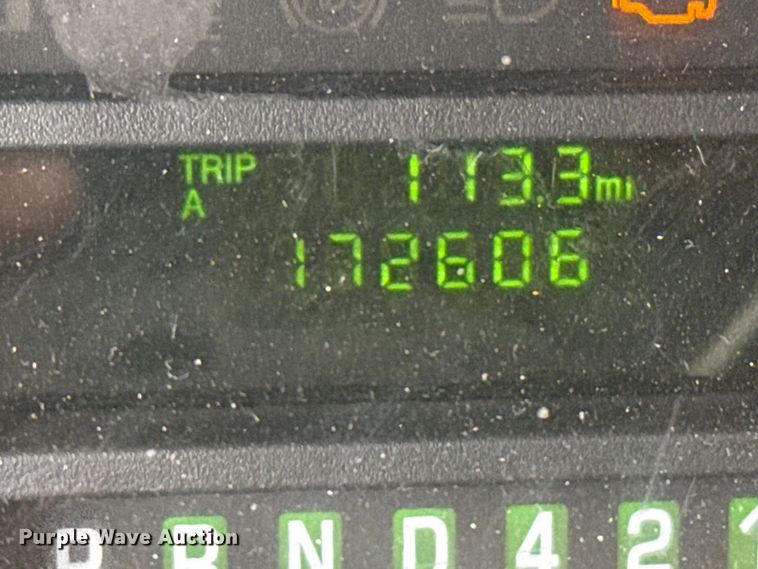 TRIP 113.3 mi
A
172606
P R N D 4 2 1
Purple Wave Auction